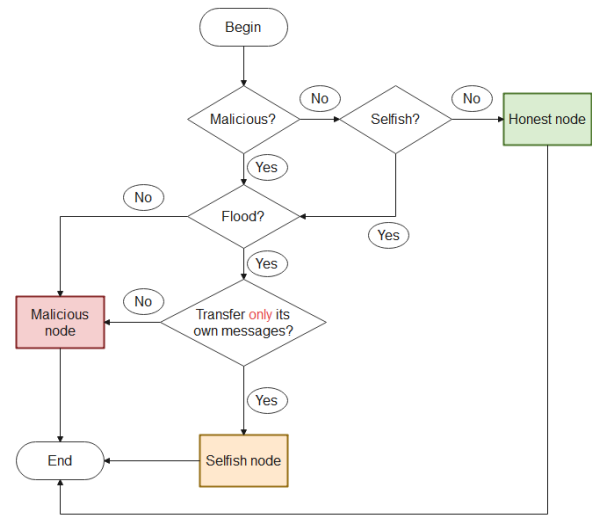 Begin
No
No
Malicious?
Selfish?
Honest node
Yes
No
Flood?
Yes
Yes
No
Malicious
node
Transfer only its
own messages?
Yes
End
Selfish node